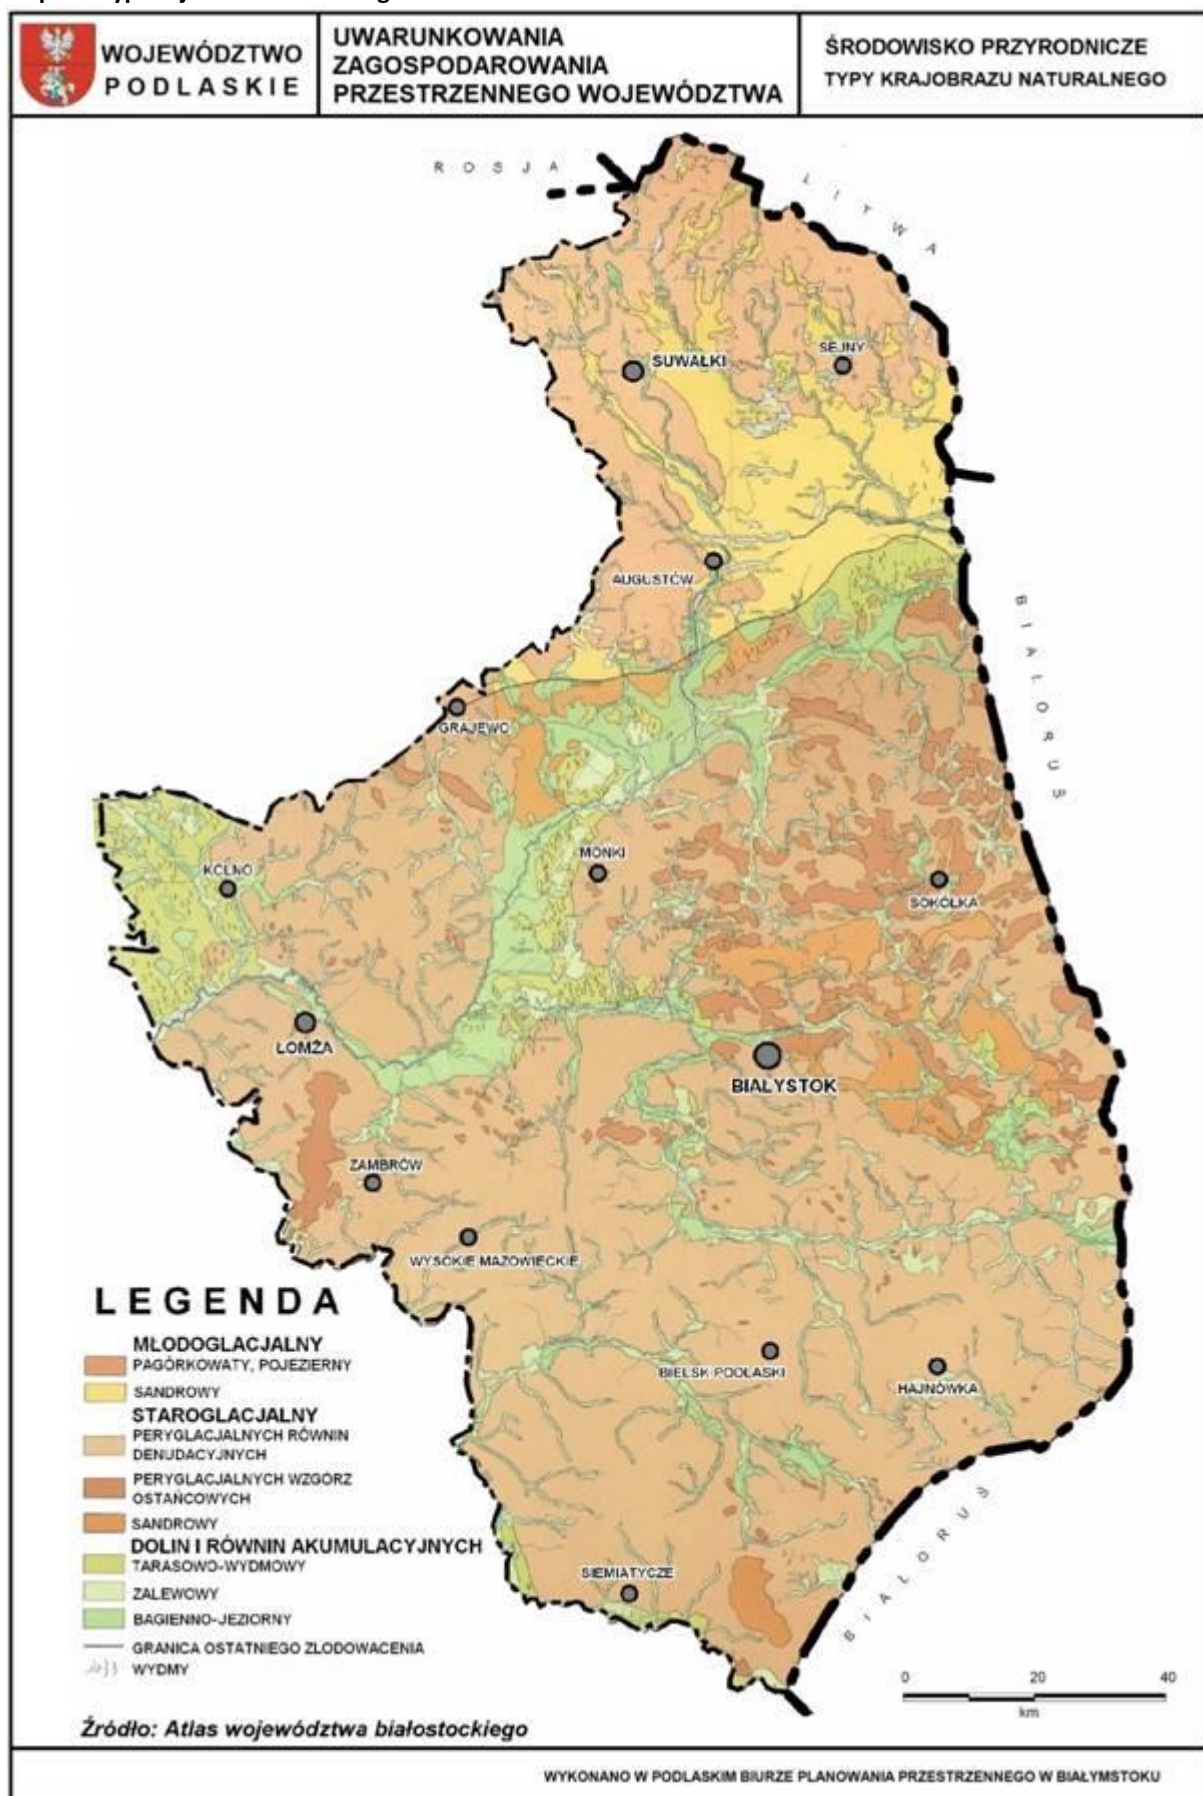 WOJEWÓDZTWO
PODLASKIE
UWARUNKOWANIA
ZAGOSPODAROWANIA
PRZESTRZENNEGO WOJEWÓDZTWA
ŚRODOWISKO PRZYRODNICZE
TYPY KRAJOBRAZU NATURALNEGO
ROSJA
LITWA
SUWAŁKI
SEJNY
AUGUSTÓW
BIAŁORUŚ
GRAJEWO
KOLNO
MOŃKI
SOKÓŁKA
ŁOMŻA
BIAŁYSTOK
ZAMBRÓW
WYSOKIE MAZOWIECKIE
BIELSK PODLASKI
HAJNÓWKA
SIEMIATYCZE
BIAŁORUŚ
LEGENDA
MŁODOGLACJALNY
PAGÓRKOWATY, POJEZIERNY
SANDROWY
STAROGLACJALNY
PERYGLACJALNYCH RÓWNIN
DENUDACYJNYCH
PERYGLACJALNYCH WZGÓRZ
OSTAŃCOWYCH
SANDROWY
DOLIN I RÓWNIN AKUMULACYJNYCH
TARASOWO-WYDMOWY
ZALEWOWY
BAGIENNO-JEZIORNY
GRANICA OSTATNIEGO ZLODOWACENIA
WYDMY
0 20 40
km
Źródło: Atlas województwa białostockiego
WYKONANO W PODLASKIM BIURZE PLANOWANIA PRZESTRZENNEGO W BIAŁYMSTOKU